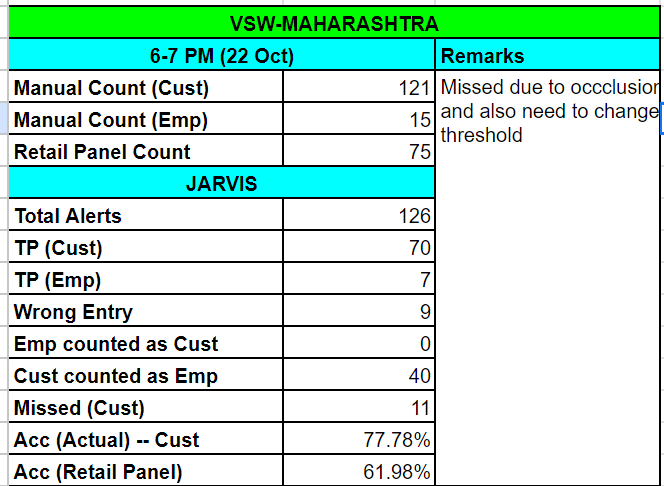 VSW-MAHARASHTRA
6-7 PM (22 Oct) Remarks
Manual Count (Cust) 121 Missed due to occclusion
Manual Count (Emp) 15 and also need to change
Retail Panel Count 75 threshold
JARVIS
Total Alerts 126
TP (Cust) 70
TP (Emp) 7
Wrong Entry 9
Emp counted as Cust 0
Cust counted as Emp 40
Missed (Cust) 11
Acc (Actual) -- Cust 77.78%
Acc (Retail Panel) 61.98%